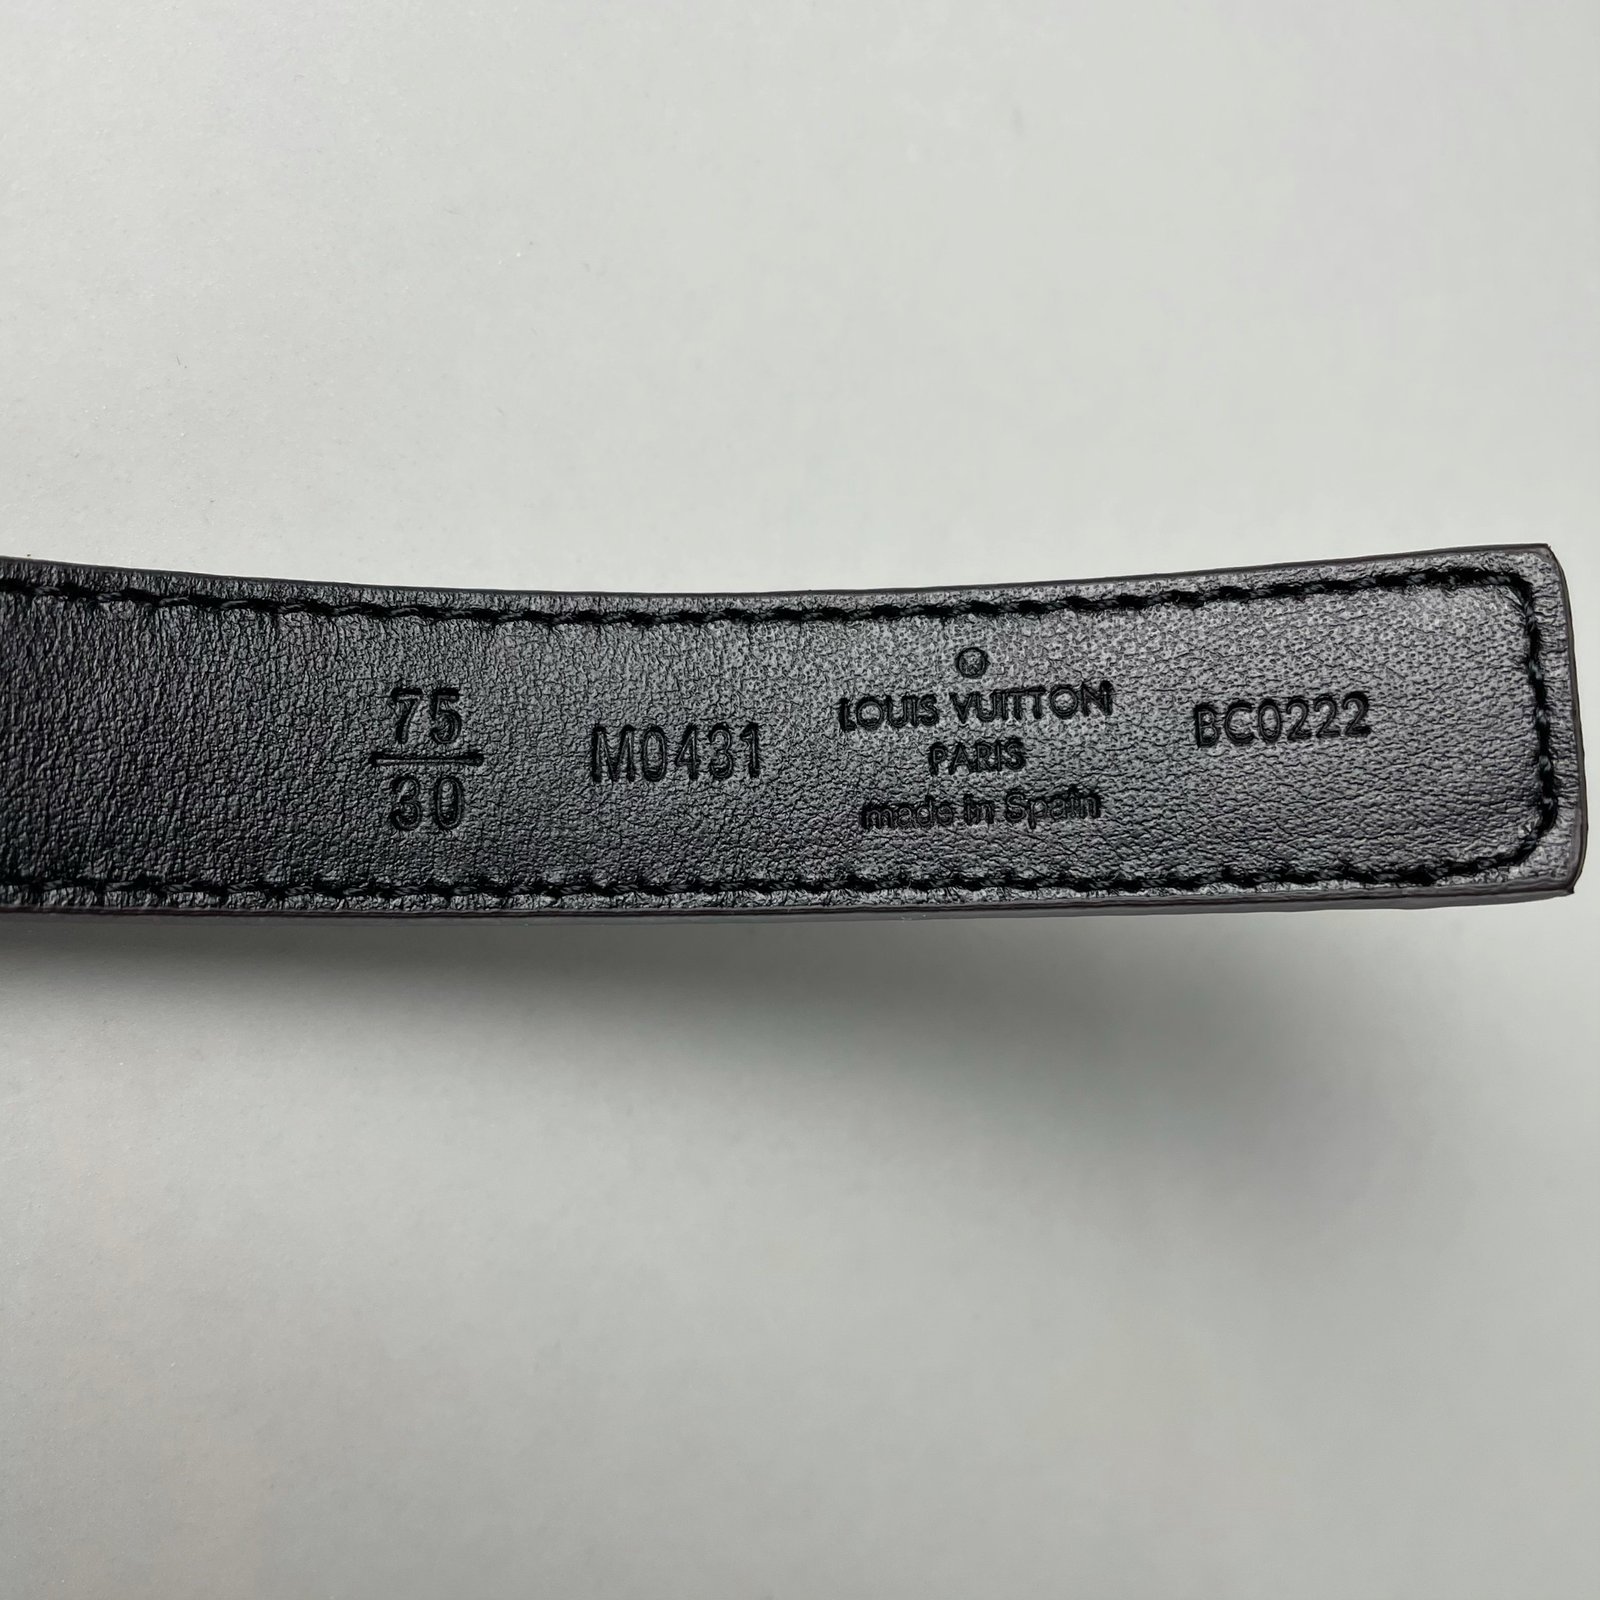 75
30
M0431
LOUIS VUITTON
PARIS
made in Spain
BC0222